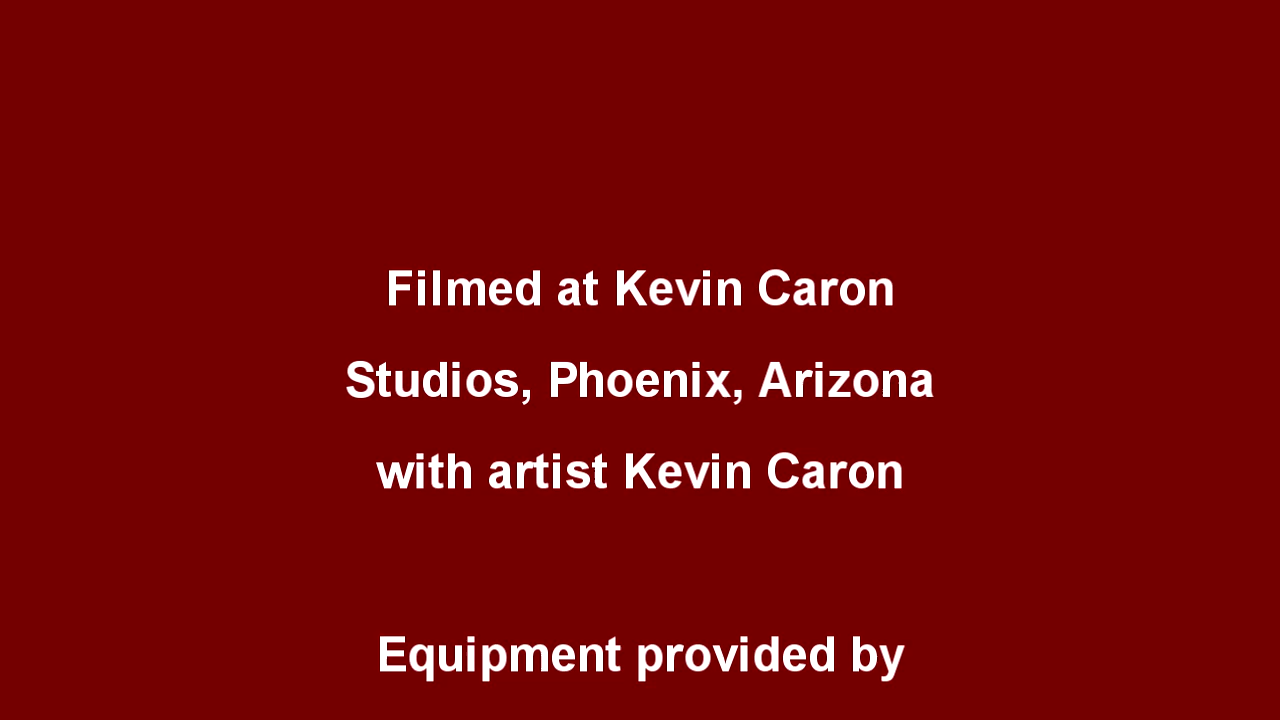 Filmed at Kevin Caron
Studios, Phoenix, Arizona
with artist Kevin Caron
Equipment provided by